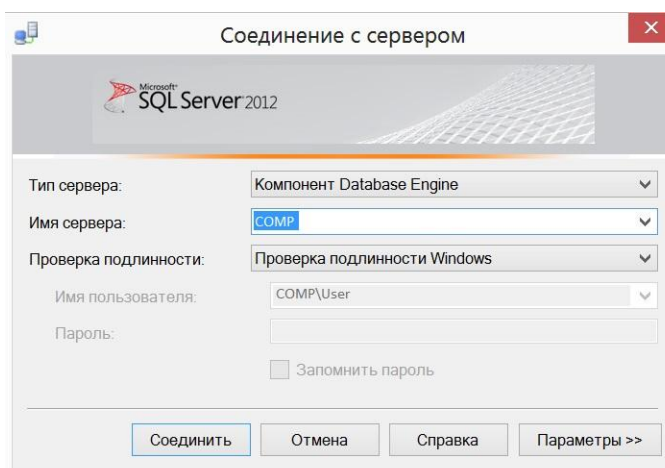 Соединение с сервером
Microsoft®
SQL Server® 2012
Тип сервера: Компонент Database Engine
Имя сервера: COMP
Проверка подлинности: Проверка подлинности Windows
Имя пользователя: COMP\User
Пароль:
Запомнить пароль
Соединить Отмена Справка Параметры >>